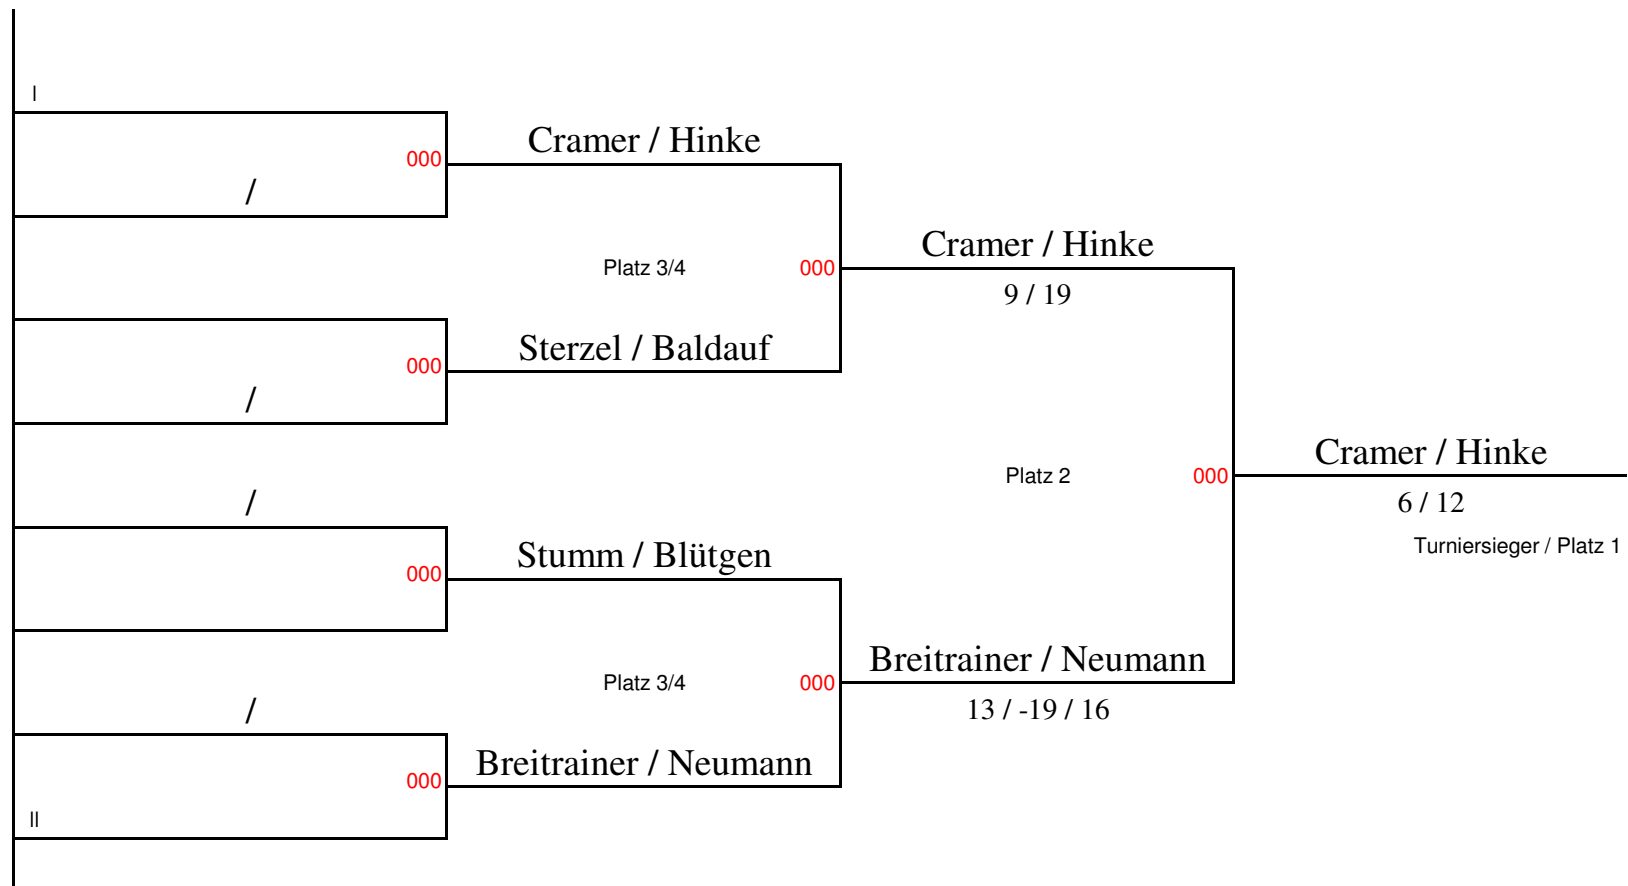 I
000
/
Cramer / Hinke
Platz 3/4
000
000
/
Sterzel / Baldauf
Cramer / Hinke
9 / 19
/
000
Stumm / Blütgen
Platz 3/4
000
/
000
II
Breitrainer / Neumann
Platz 2
000
Breitrainer / Neumann
13 / -19 / 16
Cramer / Hinke
6 / 12
Turniersieger / Platz 1